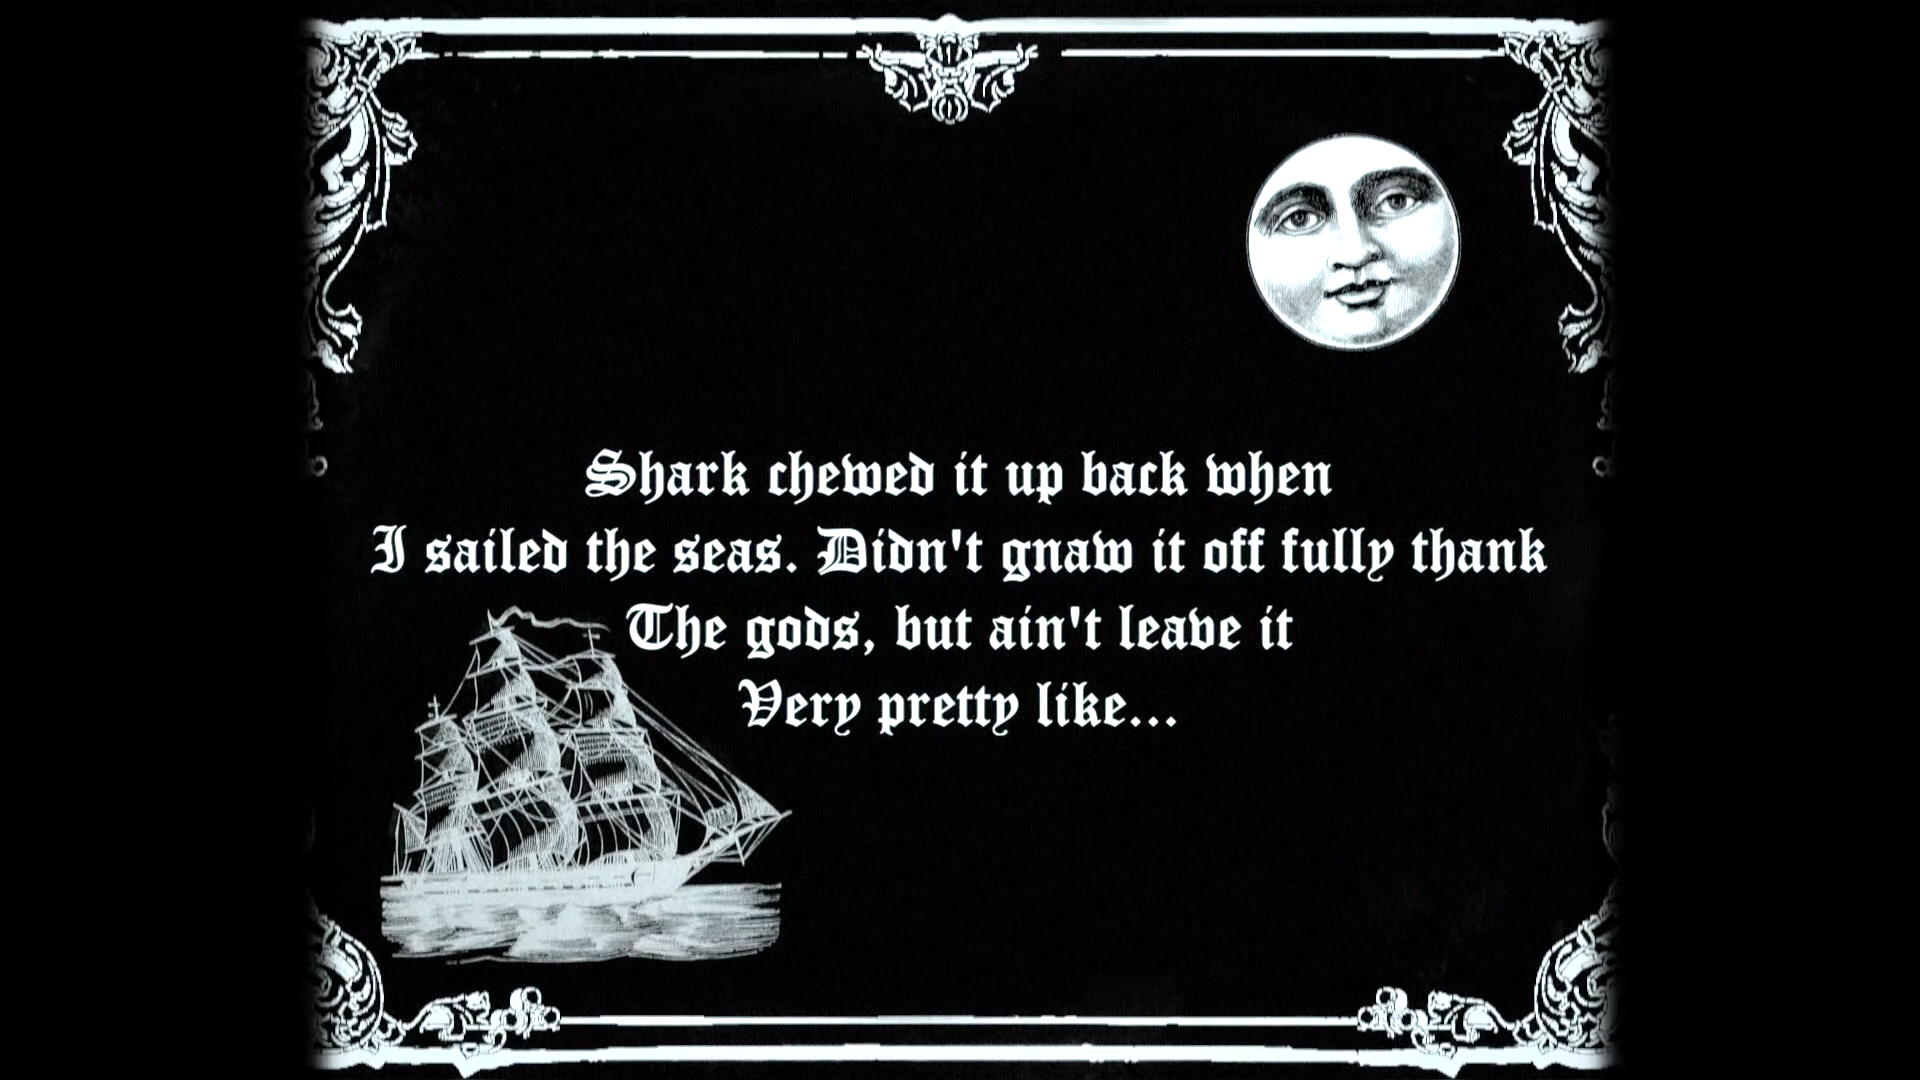 Shark chewed it up back when
I sailed the seas. Didn't gnaw it off fully thank
The gods, but ain't leave it
Very pretty like...